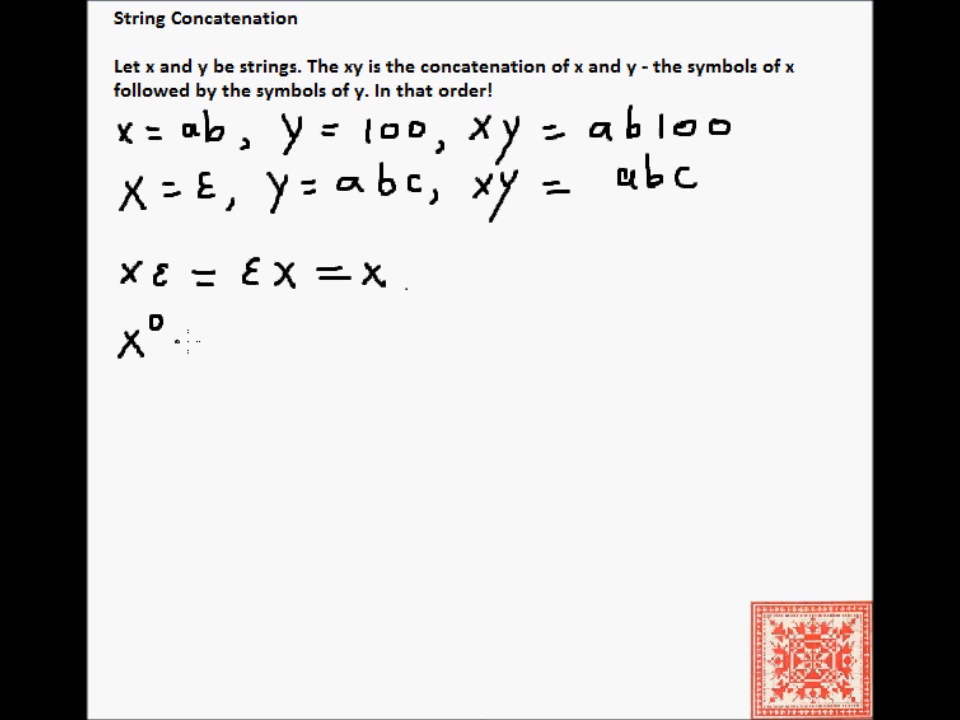 String Concatenation
Let x and y be strings. The xy is the concatenation of x and y - the symbols of x
followed by the symbols of y. In that order!
x = ab, y = 100, xy = ab100
x = ε, y = abc, xy = abc
xε = εx = x.
x⁰